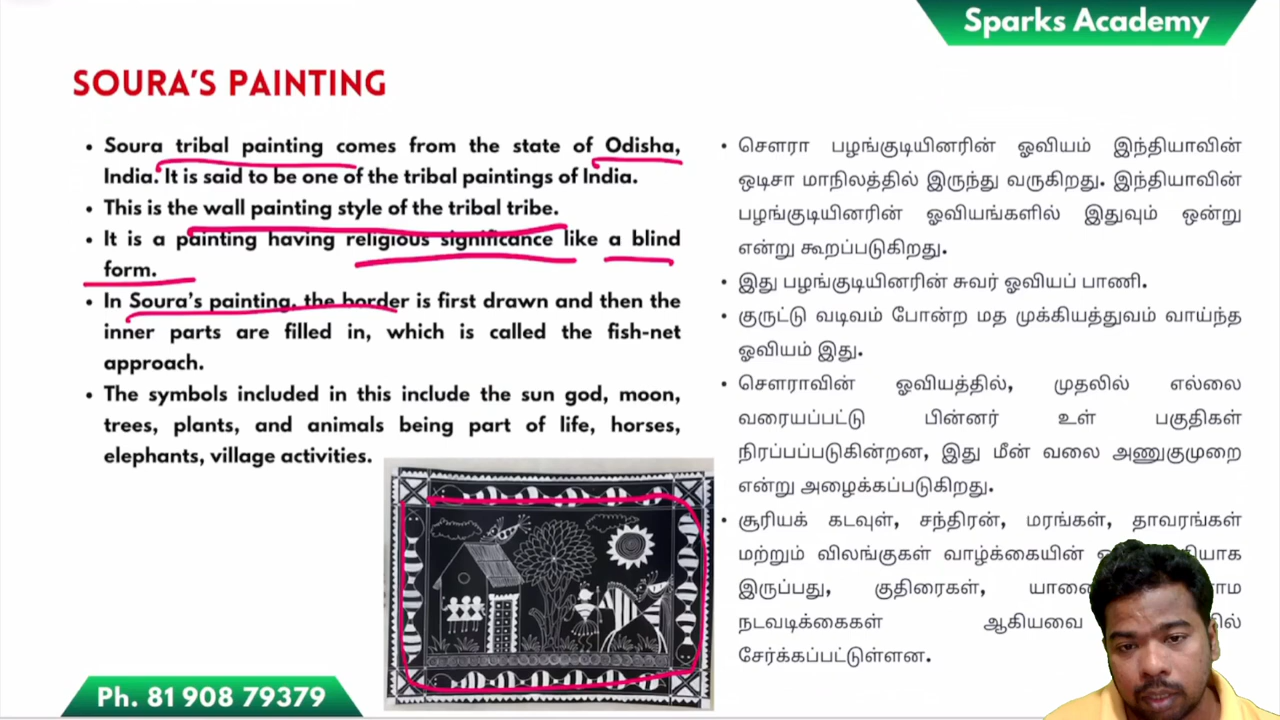 Sparks Academy
SOURA'S PAINTING
• Soura tribal painting comes from the state of Odisha,
India. It is said to be one of the tribal paintings of India.
• This is the wall painting style of the tribal tribe.
• It is a painting having religious significance like a blind
form.
• In Soura's painting, the border is first drawn and then the
inner parts are filled in, which is called the fish-net
approach.
• The symbols included in this include the sun god, moon,
trees, plants, and animals being part of life, horses,
elephants, village activities.
• சௌரா பழங்குடியினரின் ஓவியம் இந்தியாவின்
ஒடிசா மாநிலத்தில் இருந்து வருகிறது. இந்தியாவின்
பழங்குடியினரின் ஓவியங்களில் இதுவும் ஒன்று
என்று கூறப்படுகிறது.
• இது பழங்குடியினரின் சுவர் ஓவியப் பாணி.
• குருட்டு வடிவம் போன்ற மத முக்கியத்துவம் வாய்ந்த
ஓவியம் இது.
• சௌராவின் ஓவியத்தில், முதலில் எல்லை
வரையப்பட்டு பின்னர் உள் பகுதிகள்
நிரப்பப்படுகின்றன, இது மீன் வலை அணுகுமுறை
என்று அழைக்கப்படுகிறது.
• சூரியக் கடவுள், சந்திரன், மரங்கள், தாவரங்கள்
மற்றும் விலங்குகள் வாழ்க்கையின்
இருப்பது, குதிரைகள்,
நடவடிக்கைகள் ஆகியவை
சேர்க்கப்பட்டுள்ளன.
Ph. 81 908 79379